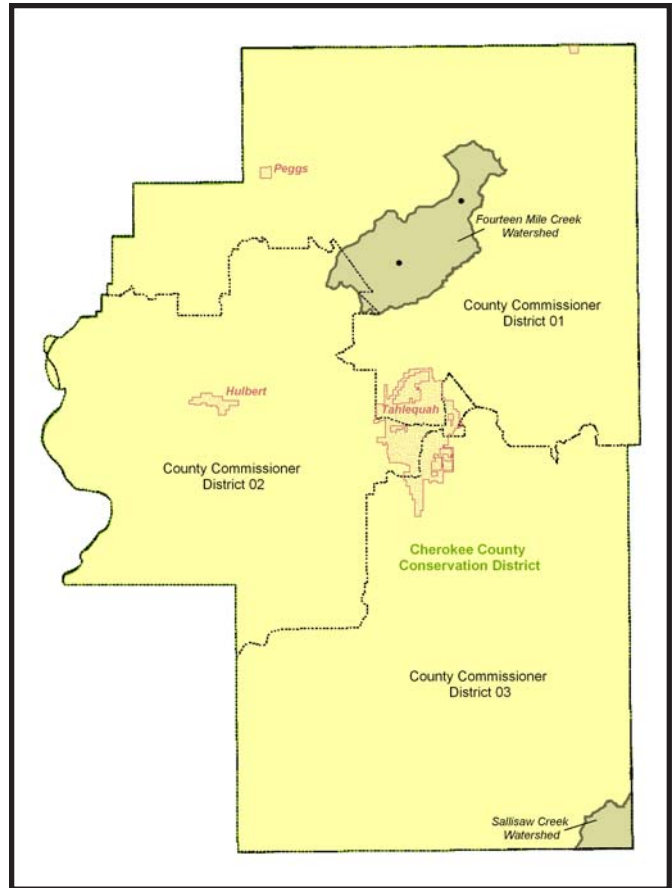 Peggs
Fourteen Mile Creek
Watershed
County Commissioner
District 01
Hulbert
Tahlequah
County Commissioner
District 02
Cherokee County
Conservation District
County Commissioner
District 03
Sallisaw Creek
Watershed